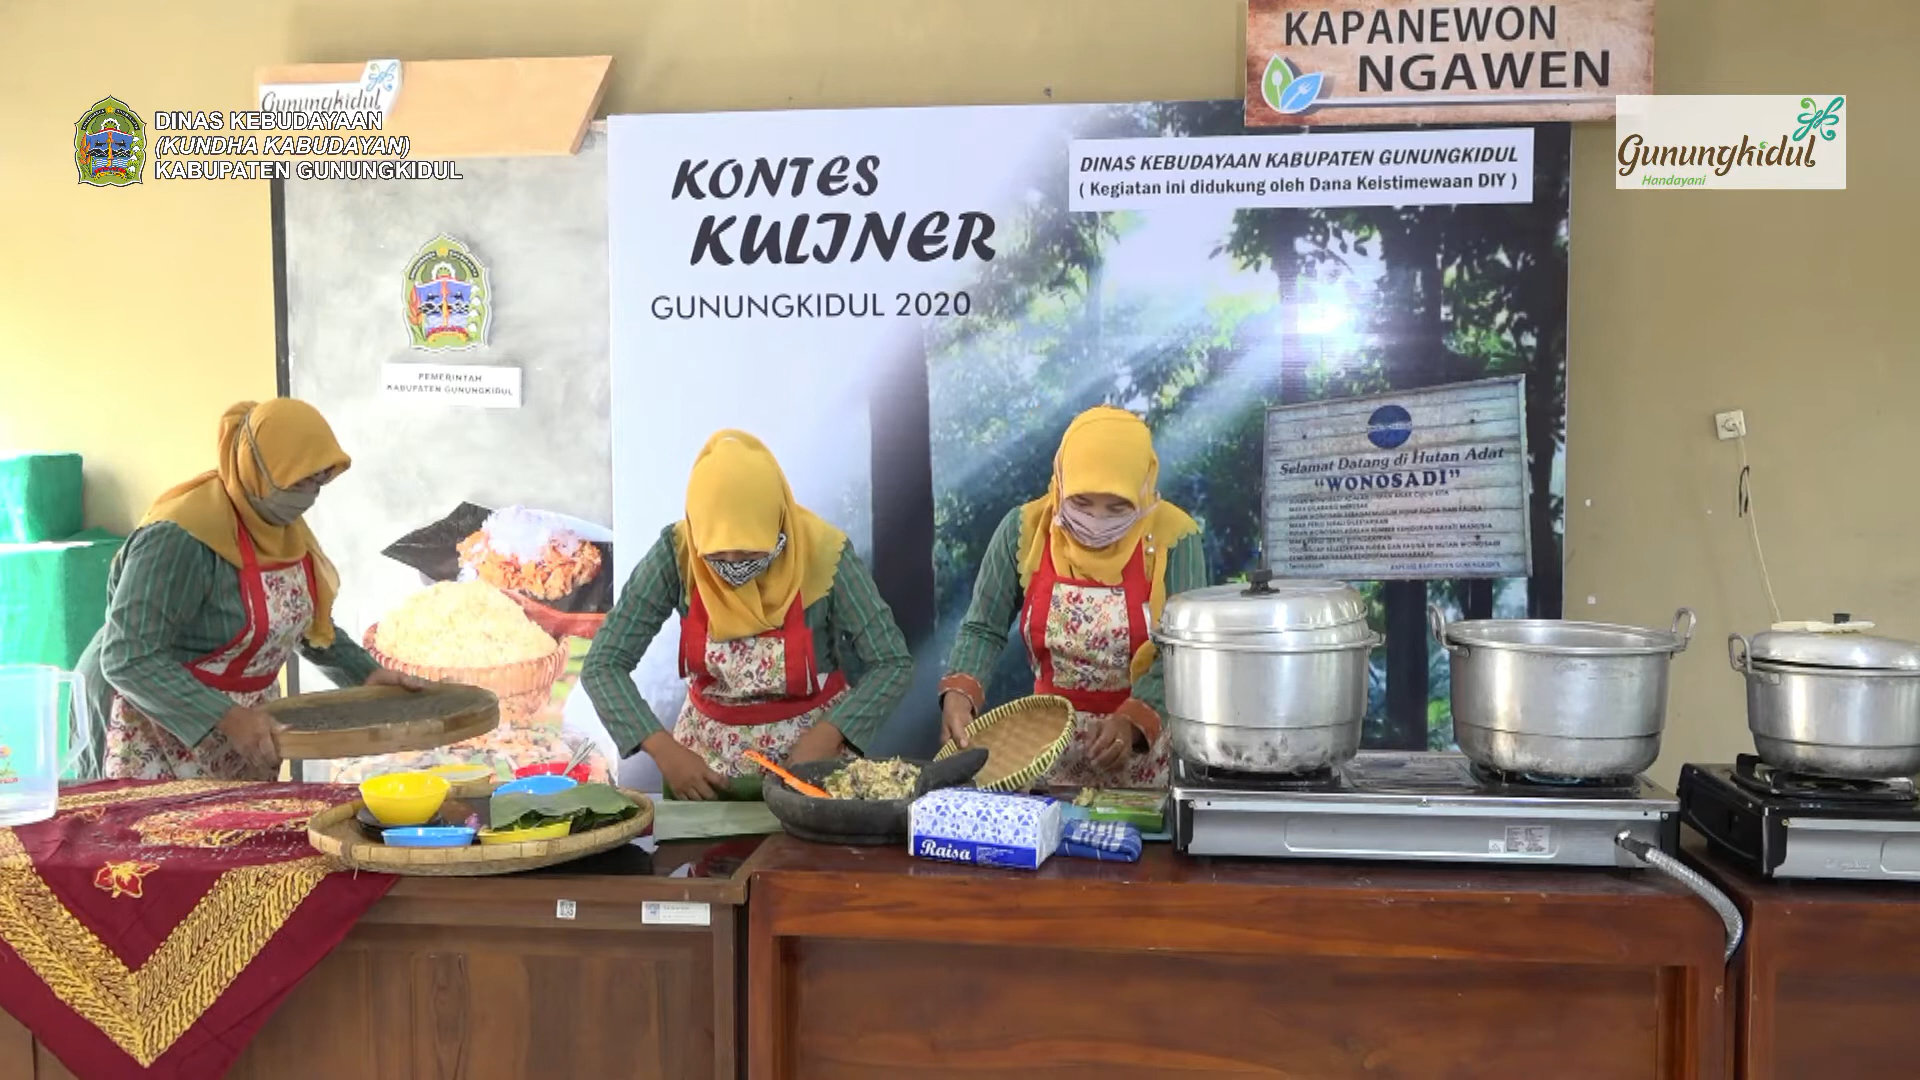 KAPANEWON
NGAWEN
Gunungkidul
DINAS KEBUDAYAAN
(KUNDHA KABUDAYAN)
KABUPATEN GUNUNGKIDUL
Gunungkidul
Handayani
KONTES
KULINER
GUNUNGKIDUL 2020
DINAS KEBUDAYAAN KABUPATEN GUNUNGKIDUL
( Kegiatan ini didukung oleh Dana Keistimewaan DIY )
PEMERINTAH
KABUPATEN GUNUNGKIDUL
Selamat Datang di Hutan Adat
"WONOSADI"
Raisa